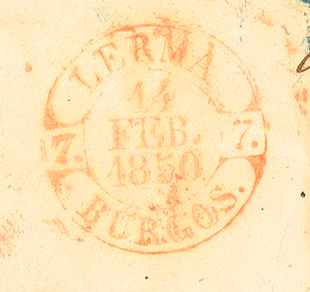 LERMA
14
FEB.
1850
7. 7.
BURGOS.